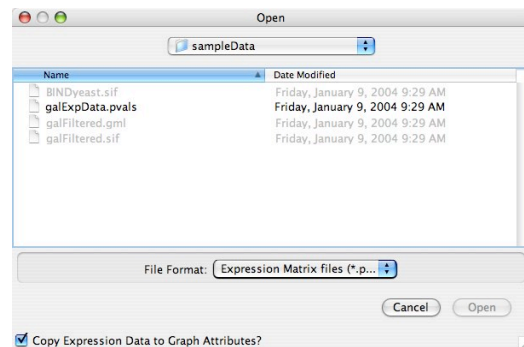 Open
sampleData
Name Date Modified
BINDyeast.sif Friday, January 9, 2004 9:29 AM
galExpData.pvals Friday, January 9, 2004 9:29 AM
galFiltered.gml Friday, January 9, 2004 9:29 AM
galFiltered.sif Friday, January 9, 2004 9:29 AM
File Format: Expression Matrix files (*.p...
Cancel Open
Copy Expression Data to Graph Attributes?